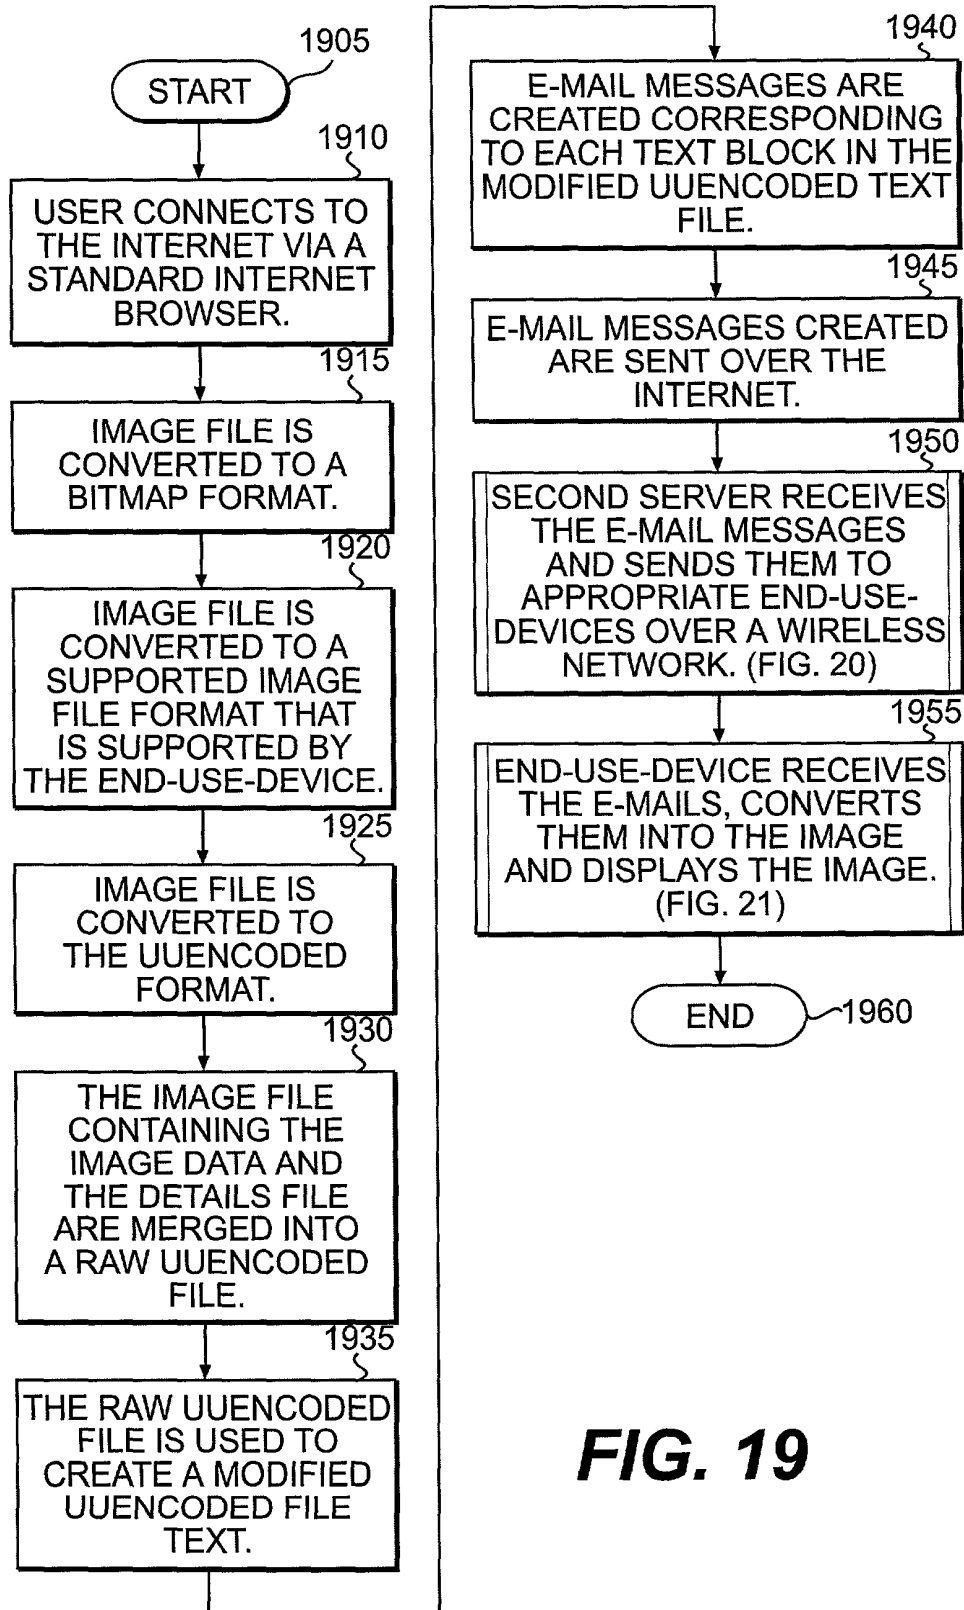 1905
START
1910
USER CONNECTS TO
THE INTERNET VIA A
STANDARD INTERNET
BROWSER.
1915
IMAGE FILE IS
CONVERTED TO A
BITMAP FORMAT.
1920
IMAGE FILE IS
CONVERTED TO A
SUPPORTED IMAGE
FILE FORMAT THAT
IS SUPPORTED BY
THE END-USE-DEVICE.
1925
IMAGE FILE IS
CONVERTED TO
THE UUENCODED
FORMAT.
1930
THE IMAGE FILE
CONTAINING THE
IMAGE DATA AND
THE DETAILS FILE
ARE MERGED INTO
A RAW UUENCODED
FILE.
1935
THE RAW UUENCODED
FILE IS USED TO
CREATE A MODIFIED
UUENCODED FILE
TEXT.
1940
E-MAIL MESSAGES ARE
CREATED CORRESPONDING
TO EACH TEXT BLOCK IN THE
MODIFIED UUENCODED TEXT
FILE.
1945
E-MAIL MESSAGES CREATED
ARE SENT OVER THE
INTERNET.
1950
SECOND SERVER RECEIVES
THE E-MAIL MESSAGES
AND SENDS THEM TO
APPROPRIATE END-USE-
DEVICES OVER A WIRELESS
NETWORK. (FIG. 20)
1955
END-USE-DEVICE RECEIVES
THE E-MAILS, CONVERTS
THEM INTO THE IMAGE
AND DISPLAYS THE IMAGE.
(FIG. 21)
END
1960
FIG. 19